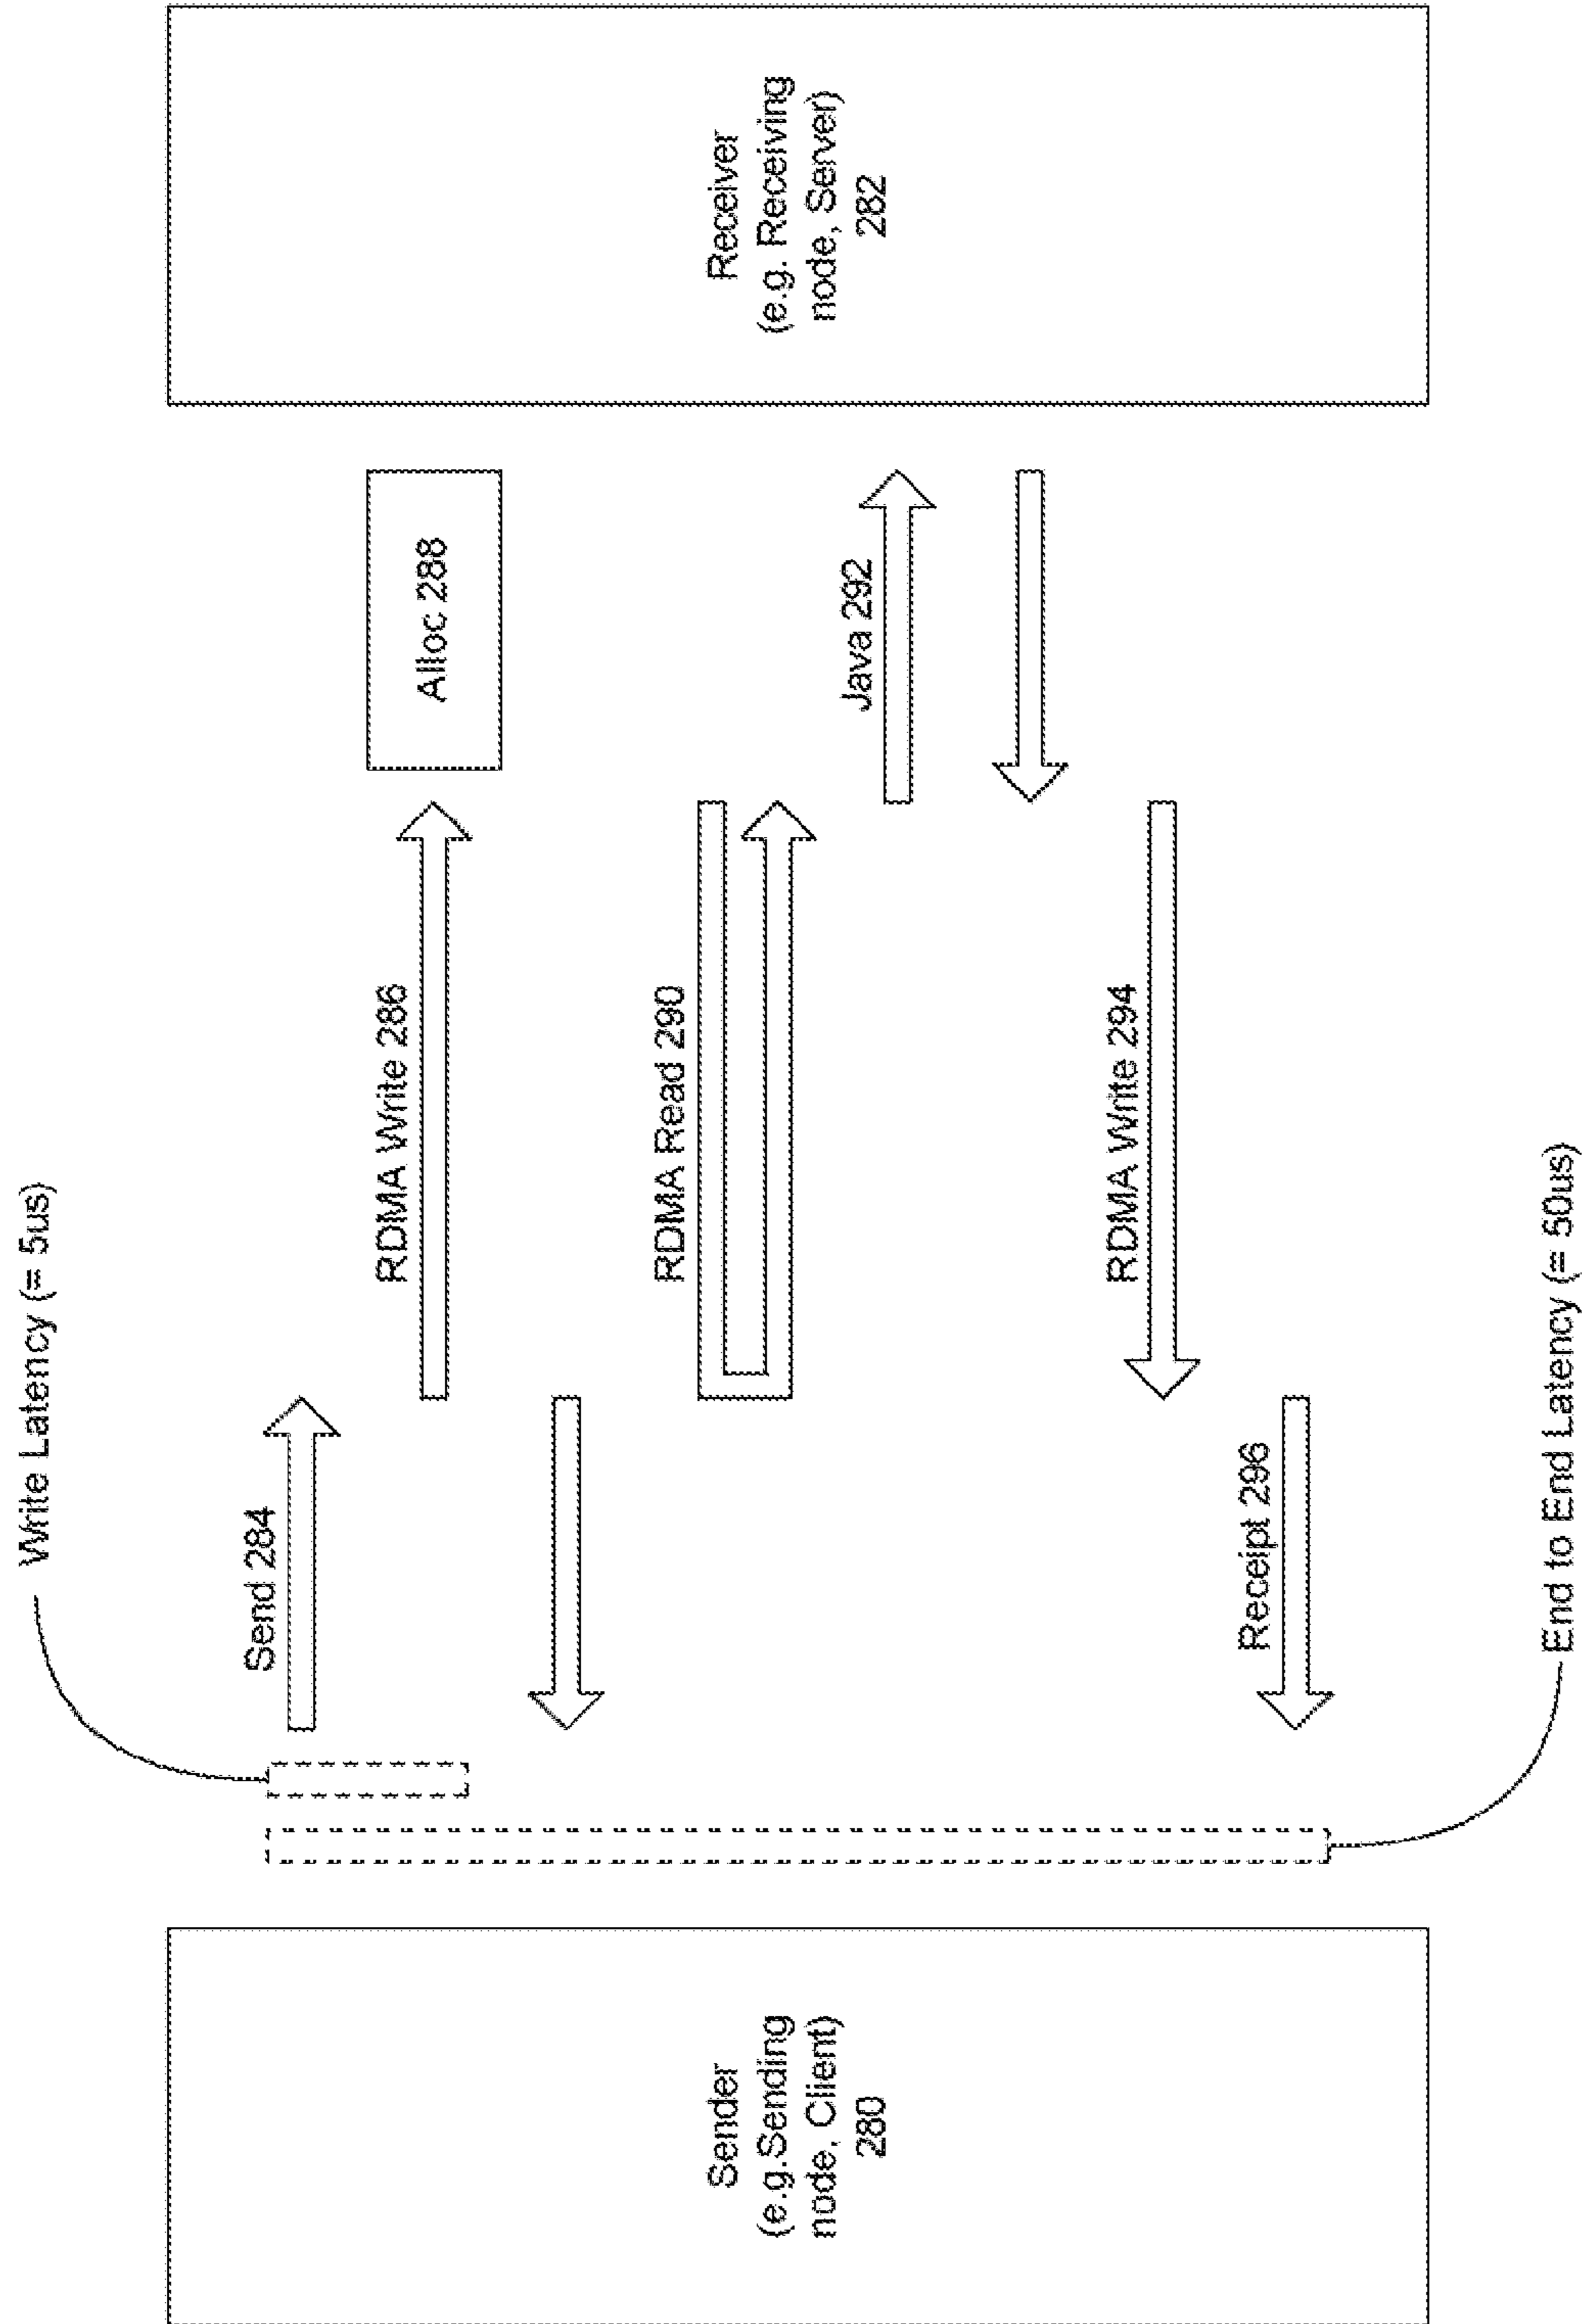 Write Latency (= 5us)
Send 284
RDMA Write 286
Alloc 288
RDMA Read 290
Sender
(e.g.Sending
node, Client)
280
Receiver
(e.g. Receiving
node, Server)
282
Java 292
RDMA Write 294
Receipt 296
End to End Latency (= 50us)